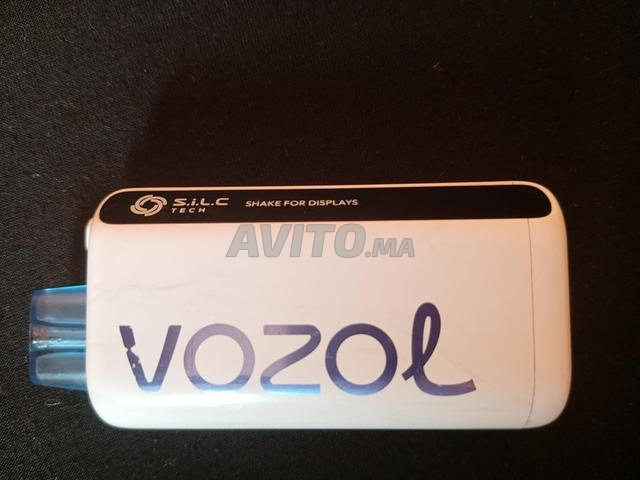 S.i.L.C
TECH
SHAKE FOR DISPLAYS
AVITO.MA
VOZOL